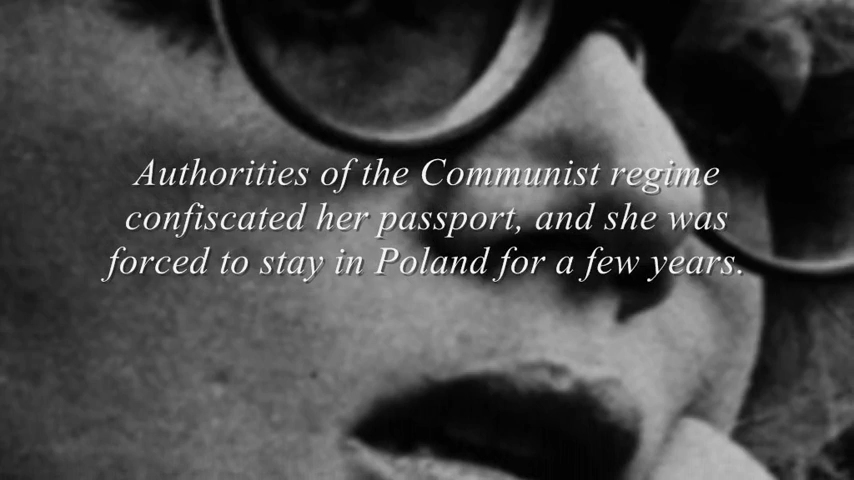 Authorities of the Communist regime
confiscated her passport, and she was
forced to stay in Poland for a few years.